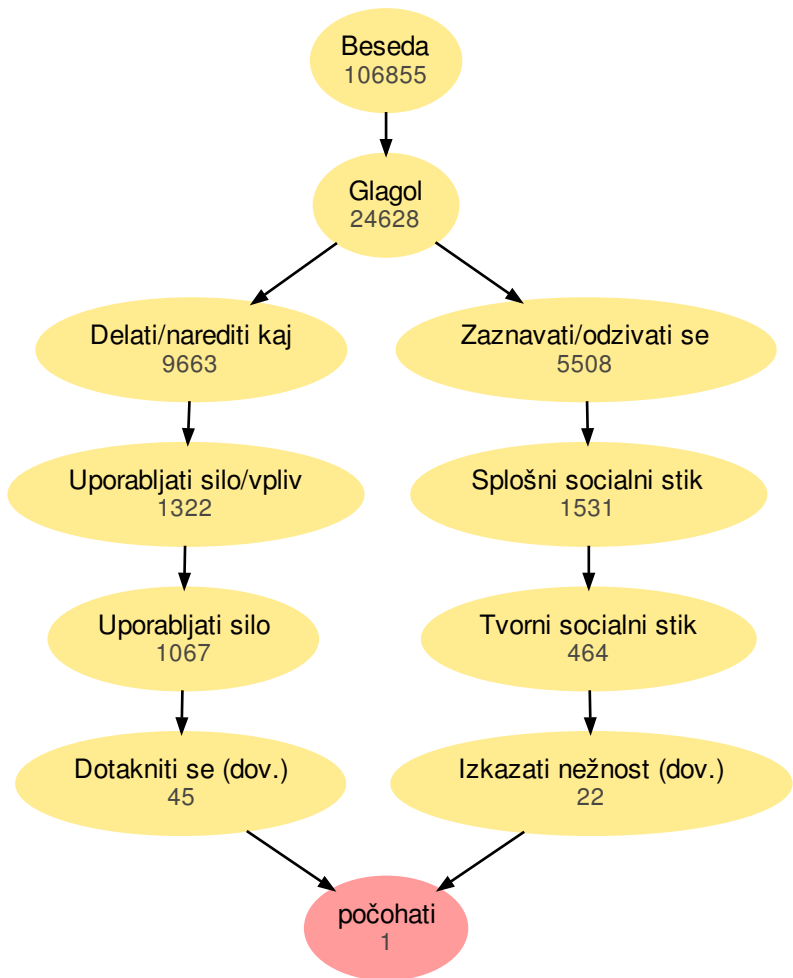 Beseda
106855
Glagol
24628
Delati/narediti kaj
9663
Zaznavati/odzivati se
5508
Uporabljati silo/vpliv
1322
Splošni socialni stik
1531
Uporabljati silo
1067
Tvorni socialni stik
464
Dotakniti se (dov.)
45
Izkazati nežnost (dov.)
22
počohati
1